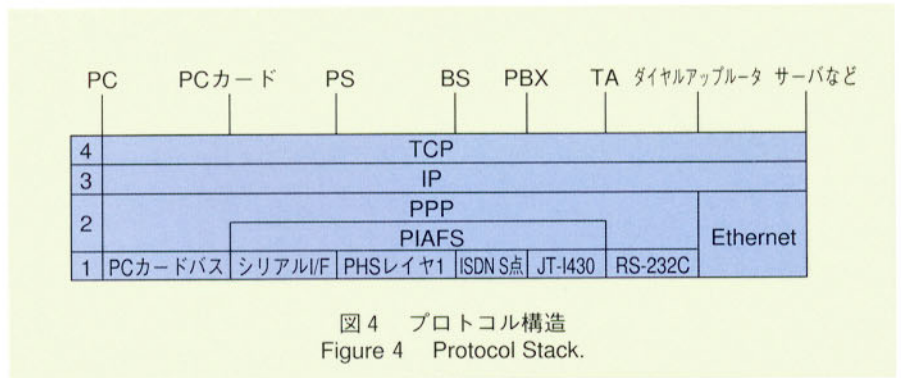 PC PCカード PS BS PBX TA ダイヤルアップルータ サーバなど
4 TCP
3 IP
2 PPP
PIAFS
Ethernet
1 PCカードバス シリアルI/F PHSレイヤ1 ISDN S点 JT-I430 RS-232C
図4 プロトコル構造
Figure 4 Protocol Stack.